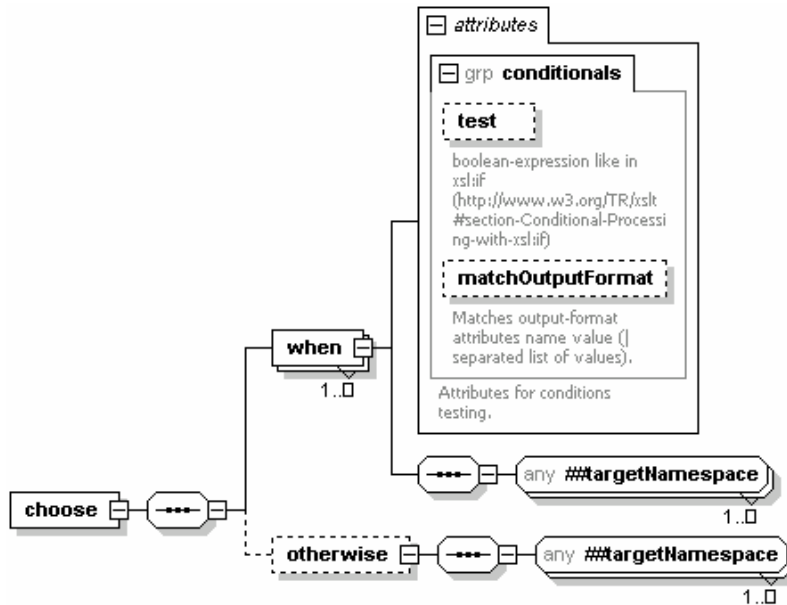 attributes
grp conditionals
test
boolean-expression like in
xsl:if
(http://www.w3.org/TR/xslt
#section-Conditional-Processi
ng-with-xsl:if)
matchOutputFormat
Matches output-format
attributes name value (|
separated list of values).
when
1..
Attributes for conditions
testing.
any ##targetNamespace
1..
choose
otherwise
any ##targetNamespace
1..